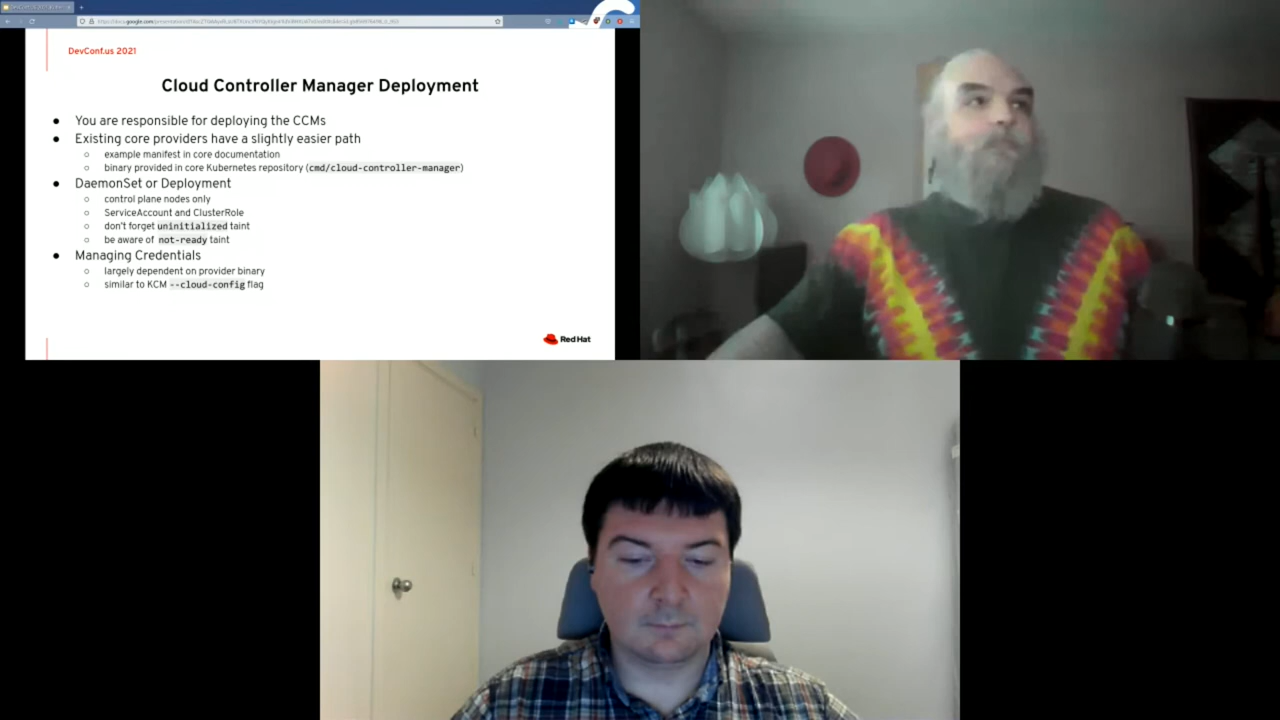 DevConf.us 2021
Cloud Controller Manager Deployment
● You are responsible for deploying the CCMs
● Existing core providers have a slightly easier path
○ example manifest in core documentation
○ binary provided in core Kubernetes repository (cmd/cloud-controller-manager)
● DaemonSet or Deployment
○ control plane nodes only
○ ServiceAccount and ClusterRole
○ don't forget uninitialized taint
○ be aware of not-ready taint
● Managing Credentials
○ largely dependent on provider binary
○ similar to KCM --cloud-config flag
Red Hat